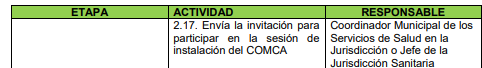 ETAPA ACTIVIDAD RESPONSABLE
2.17. Envía la invitación para
participar en la sesión de
instalación del COMCA
Coordinador Municipal de los
Servicios de Salud en la
Jurisdicción o Jefe de la
Jurisdicción Sanitaria